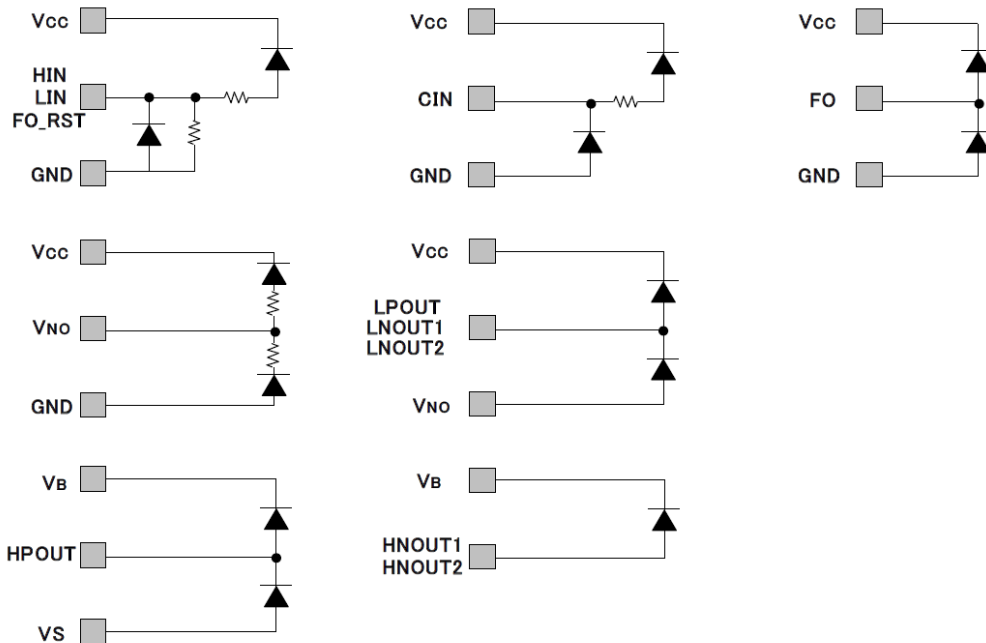 Vcc
HIN
LIN
FO_RST
GND
Vcc
CIN
GND
Vcc
FO
GND
Vcc
VNO
GND
Vcc
LPOUT
LNOUT1
LNOUT2
VNO
VB
HPOUT
VS
VB
HNOUT1
HNOUT2